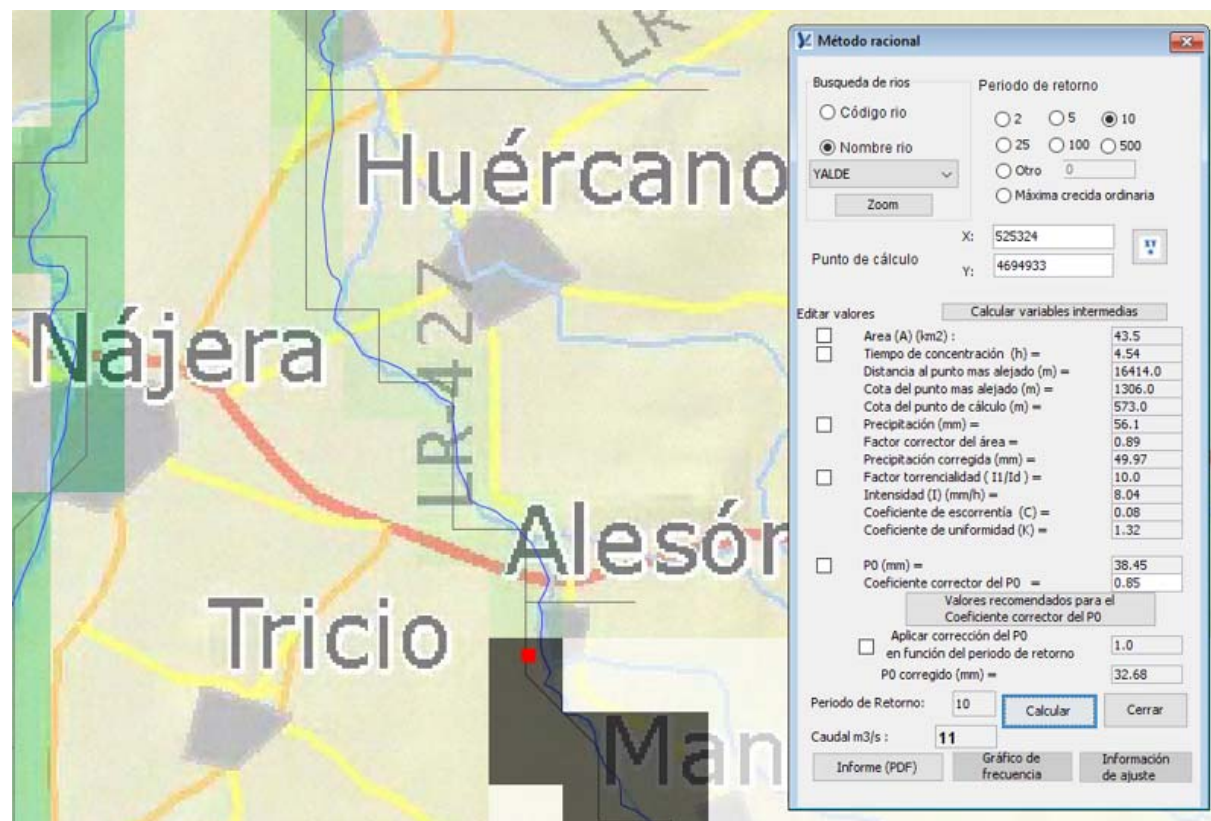 LR
Huércano
LR-427
Nájera
Alesón
Tricio
Man
Método racional
Busqueda de rios
Código rio
Nombre rio
YALDE
Zoom
Periodo de retorno
2 5 10
25 100 500
Otro 0
Máxima crecida ordinaria
Punto de cálculo
X: 525324
Y: 4694933
XY
Editar valores
Calcular variables intermedias
Area (A) (km2) : 43.5
Tiempo de concentración (h) = 4.54
Distancia al punto mas alejado (m) = 16414.0
Cota del punto mas alejado (m) = 1306.0
Cota del punto de cálculo (m) = 573.0
Precipitación (mm) = 56.1
Factor corrector del área = 0.89
Precipitación corregida (mm) = 49.97
Factor torrencialidad ( I1/Id ) = 10.0
Intensidad (I) (mm/h) = 8.04
Coeficiente de escorrentía (C) = 0.08
Coeficiente de uniformidad (K) = 1.32
P0 (mm) = 38.45
Coeficiente corrector del P0 = 0.85
Valores recomendados para el
Coeficiente corrector del P0
Aplicar corrección del P0
en función del periodo de retorno 1.0
P0 corregido (mm) = 32.68
Periodo de Retorno: 10
Calcular
Cerrar
Caudal m3/s : 11
Informe (PDF)
Gráfico de
frecuencia
Información
de ajuste